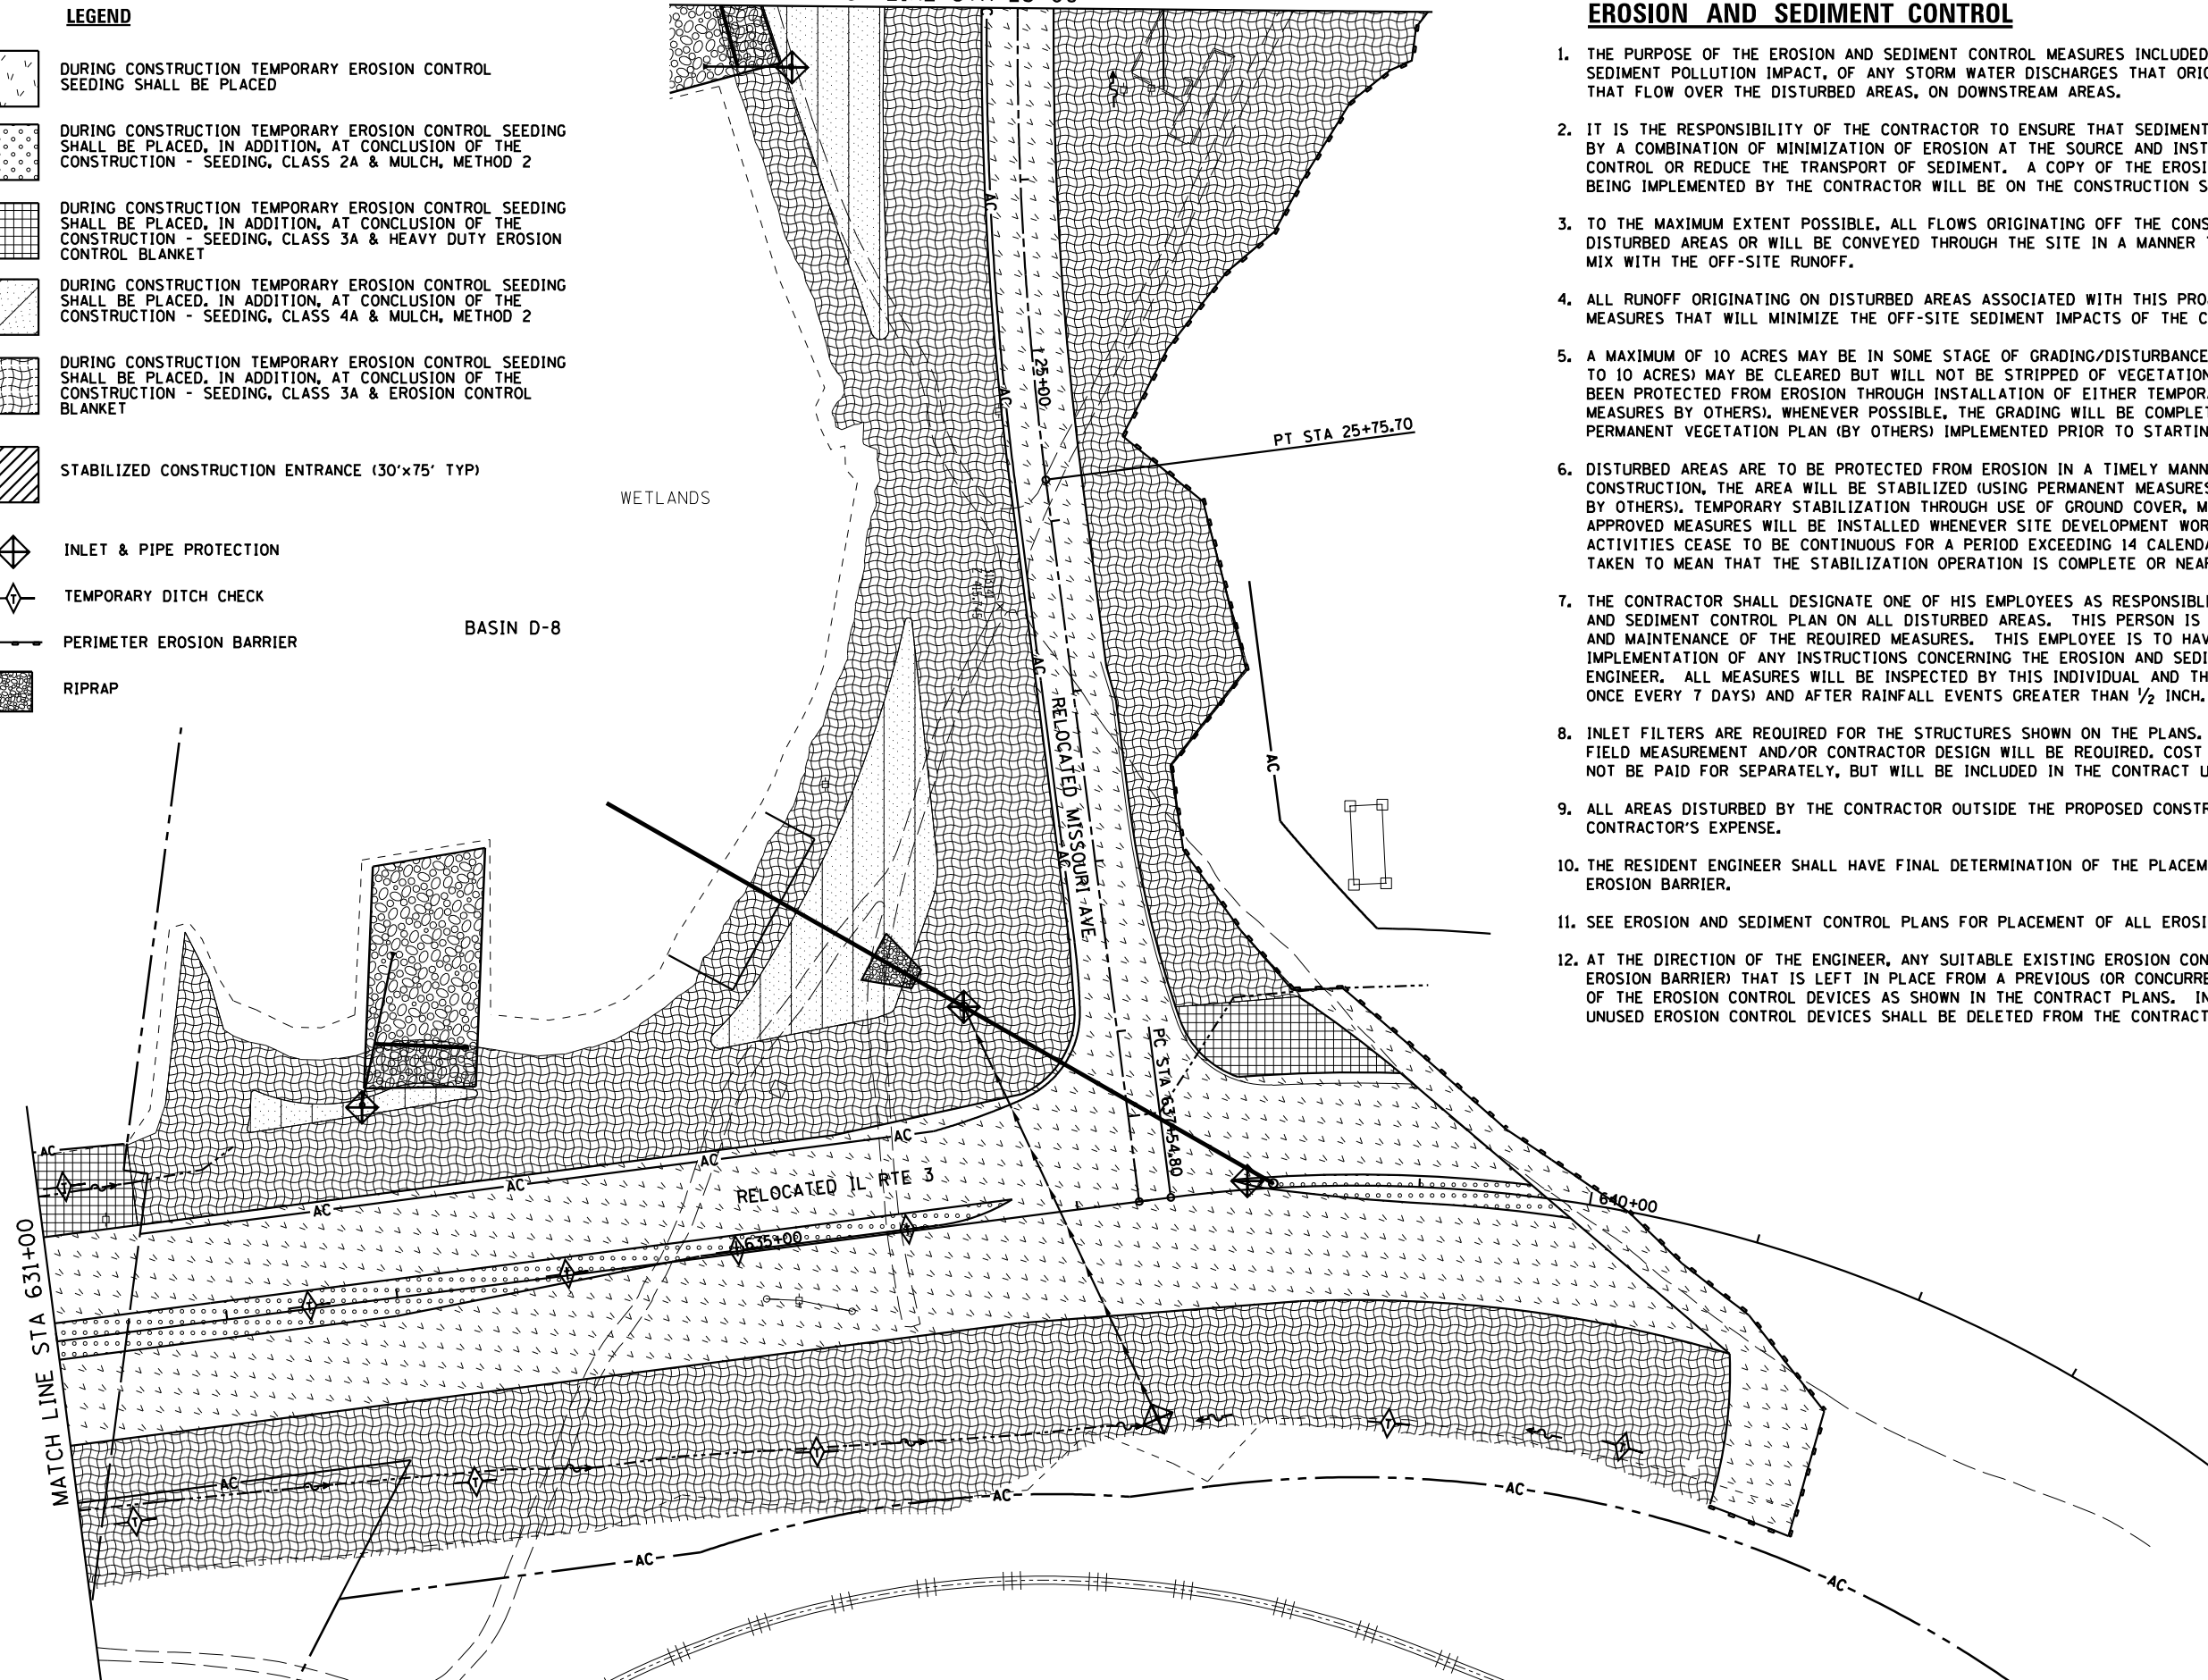 LEGEND
DURING CONSTRUCTION TEMPORARY EROSION CONTROL
SEEDING SHALL BE PLACED
DURING CONSTRUCTION TEMPORARY EROSION CONTROL SEEDING
SHALL BE PLACED, IN ADDITION, AT CONCLUSION OF THE
CONSTRUCTION - SEEDING, CLASS 2A & MULCH, METHOD 2
DURING CONSTRUCTION TEMPORARY EROSION CONTROL SEEDING
SHALL BE PLACED, IN ADDITION, AT CONCLUSION OF THE
CONSTRUCTION - SEEDING, CLASS 3A & HEAVY DUTY EROSION
CONTROL BLANKET
DURING CONSTRUCTION TEMPORARY EROSION CONTROL SEEDING
SHALL BE PLACED. IN ADDITION, AT CONCLUSION OF THE
CONSTRUCTION - SEEDING, CLASS 4A & MULCH, METHOD 2
DURING CONSTRUCTION TEMPORARY EROSION CONTROL SEEDING
SHALL BE PLACED. IN ADDITION, AT CONCLUSION OF THE
CONSTRUCTION - SEEDING, CLASS 3A & EROSION CONTROL
BLANKET
STABILIZED CONSTRUCTION ENTRANCE (30'x75' TYP)
INLET & PIPE PROTECTION
T TEMPORARY DITCH CHECK
PERIMETER EROSION BARRIER
RIPRAP
WETLANDS
BASIN D-8
AC
AC
25+00
PT STA 25+75.70
AC
RELOCATED MISSOURI AVE
AC
AC
PC STA 637+54.80
AC
AC
AC
AC
AC
RELOCATED IL RTE 3
635+00
640+00
MATCH LINE STA 631+00
T
T
T
T
T
T
T
T
T
T
AC
AC
AC
AC
AC
EROSION AND SEDIMENT CONTROL
1. THE PURPOSE OF THE EROSION AND SEDIMENT CONTROL MEASURES INCLUDED
SEDIMENT POLLUTION IMPACT, OF ANY STORM WATER DISCHARGES THAT
THAT FLOW OVER THE DISTURBED AREAS, ON DOWNSTREAM AREAS.
2. IT IS THE RESPONSIBILITY OF THE CONTRACTOR TO ENSURE THAT SEDIMENT
BY A COMBINATION OF MINIMIZATION OF EROSION AT THE SOURCE AND
CONTROL OR REDUCE THE TRANSPORT OF SEDIMENT. A COPY OF THE
BEING IMPLEMENTED BY THE CONTRACTOR WILL BE ON THE CONSTRUCTION
3. TO THE MAXIMUM EXTENT POSSIBLE, ALL FLOWS ORIGINATING OFF THE
DISTURBED AREAS OR WILL BE CONVEYED THROUGH THE SITE IN A MANNER
MIX WITH THE OFF-SITE RUNOFF.
4. ALL RUNOFF ORIGINATING ON DISTURBED AREAS ASSOCIATED WITH THIS
MEASURES THAT WILL MINIMIZE THE OFF-SITE SEDIMENT IMPACTS OF THE
5. A MAXIMUM OF 10 ACRES MAY BE IN SOME STAGE OF GRADING/DISTURBANCE
TO 10 ACRES) MAY BE CLEARED BUT WILL NOT BE STRIPPED OF VEGETATION
BEEN PROTECTED FROM EROSION THROUGH INSTALLATION OF EITHER
MEASURES BY OTHERS). WHENEVER POSSIBLE, THE GRADING WILL BE
PERMANENT VEGETATION PLAN (BY OTHERS) IMPLEMENTED PRIOR TO
6. DISTURBED AREAS ARE TO BE PROTECTED FROM EROSION IN A TIMELY
CONSTRUCTION, THE AREA WILL BE STABILIZED (USING PERMANENT MEASURES
BY OTHERS). TEMPORARY STABILIZATION THROUGH USE OF GROUND COVER,
APPROVED MEASURES WILL BE INSTALLED WHENEVER SITE DEVELOPMENT
ACTIVITIES CEASE TO BE CONTINUOUS FOR A PERIOD EXCEEDING 14
TAKEN TO MEAN THAT THE STABILIZATION OPERATION IS COMPLETE OR
7. THE CONTRACTOR SHALL DESIGNATE ONE OF HIS EMPLOYEES AS
AND SEDIMENT CONTROL PLAN ON ALL DISTURBED AREAS. THIS PERSON IS
AND MAINTENANCE OF THE REQUIRED MEASURES. THIS EMPLOYEE IS TO
IMPLEMENTATION OF ANY INSTRUCTIONS CONCERNING THE EROSION AND
ENGINEER. ALL MEASURES WILL BE INSPECTED BY THIS INDIVIDUAL AND
ONCE EVERY 7 DAYS) AND AFTER RAINFALL EVENTS GREATER THAN ½ INCH.
8. INLET FILTERS ARE REQUIRED FOR THE STRUCTURES SHOWN ON THE PLANS.
FIELD MEASUREMENT AND/OR CONTRACTOR DESIGN WILL BE REQUIRED. COST
NOT BE PAID FOR SEPARATELY, BUT WILL BE INCLUDED IN THE CONTRACT
9. ALL AREAS DISTURBED BY THE CONTRACTOR OUTSIDE THE PROPOSED
CONTRACTOR'S EXPENSE.
10. THE RESIDENT ENGINEER SHALL HAVE FINAL DETERMINATION OF THE
EROSION BARRIER.
11. SEE EROSION AND SEDIMENT CONTROL PLANS FOR PLACEMENT OF ALL
12. AT THE DIRECTION OF THE ENGINEER, ANY SUITABLE EXISTING EROSION
EROSION BARRIER) THAT IS LEFT IN PLACE FROM A PREVIOUS (OR
OF THE EROSION CONTROL DEVICES AS SHOWN IN THE CONTRACT PLANS.
UNUSED EROSION CONTROL DEVICES SHALL BE DELETED FROM THE